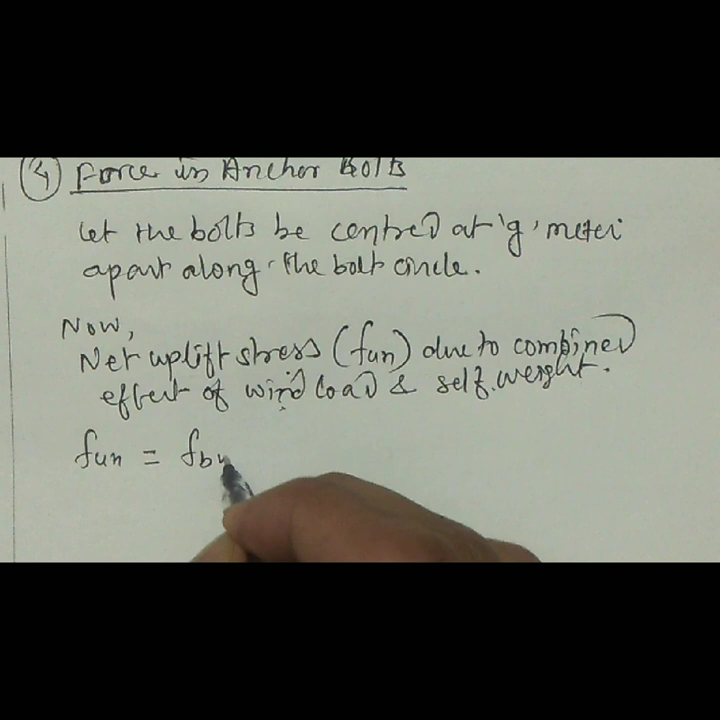 ④ Force in Anchor Bolts
Let the bolts be centred at 'g' meter
apart along the bolt circle.
Now,
Net uplift stress (fun) due to combined
effect of wind load & self weight.
fun = fb